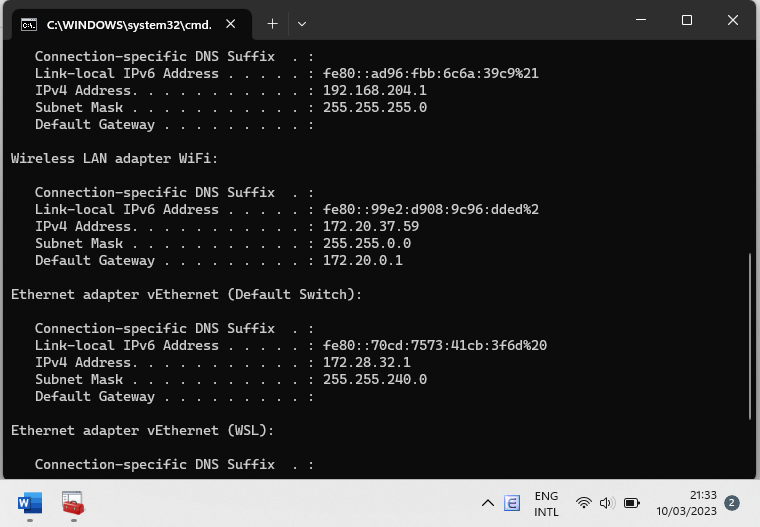 C:\WINDOWS\system32\cmd.
Connection-specific DNS Suffix  . :
Link-local IPv6 Address . . . . . : fe80::ad96:fbb:6c6a:39c9%21
IPv4 Address. . . . . . . . . . . : 192.168.204.1
Subnet Mask . . . . . . . . . . . : 255.255.255.0
Default Gateway . . . . . . . . . :
Wireless LAN adapter WiFi:
Connection-specific DNS Suffix  . :
Link-local IPv6 Address . . . . . : fe80::99e2:d908:9c96:dded%2
IPv4 Address. . . . . . . . . . . : 172.20.37.59
Subnet Mask . . . . . . . . . . . : 255.255.0.0
Default Gateway . . . . . . . . . : 172.20.0.1
Ethernet adapter vEthernet (Default Switch):
Connection-specific DNS Suffix  . :
Link-local IPv6 Address . . . . . : fe80::70cd:7573:41cb:3f6d%20
IPv4 Address. . . . . . . . . . . : 172.28.32.1
Subnet Mask . . . . . . . . . . . : 255.255.240.0
Default Gateway . . . . . . . . . :
Ethernet adapter vEthernet (WSL):
Connection-specific DNS Suffix  . :
W
ENG
INTL
21:33
10/03/2023
2